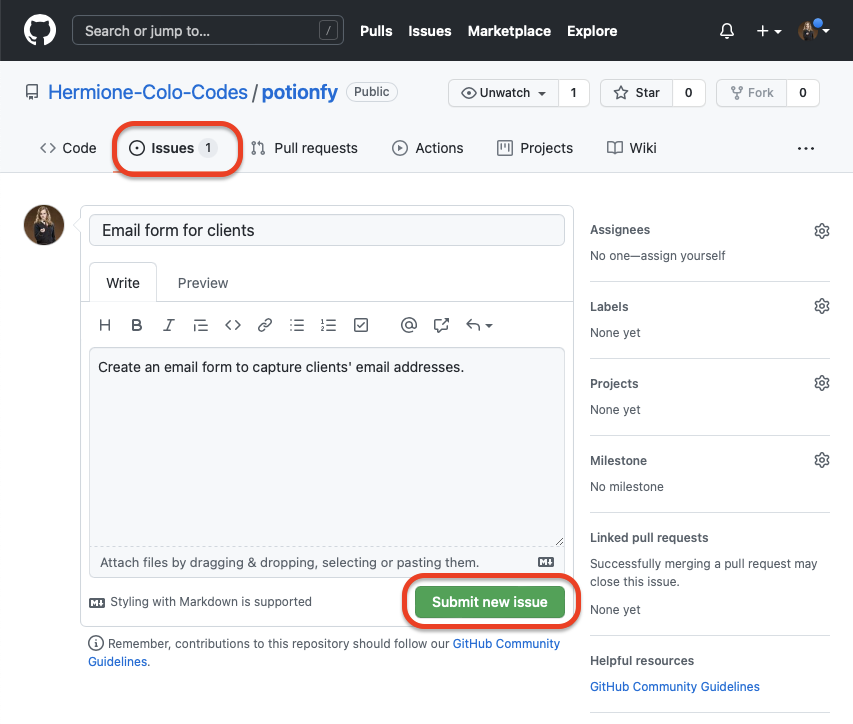 Search or jump to... /
Pulls Issues Marketplace Explore
Hermione-Colo-Codes / potionfy Public
Unwatch 1 Star 0 Fork 0
Code Issues 1 Pull requests Actions Projects Wiki ...
Email form for clients
Write Preview
H B I
Create an email form to capture clients' email addresses.
Attach files by dragging & dropping, selecting or pasting them.
Styling with Markdown is supported
Submit new issue
Remember, contributions to this repository should follow our GitHub Community
Guidelines.
Assignees
No one—assign yourself
Labels
None yet
Projects
None yet
Milestone
No milestone
Linked pull requests
Successfully merging a pull request may
close this issue.
None yet
Helpful resources
GitHub Community Guidelines